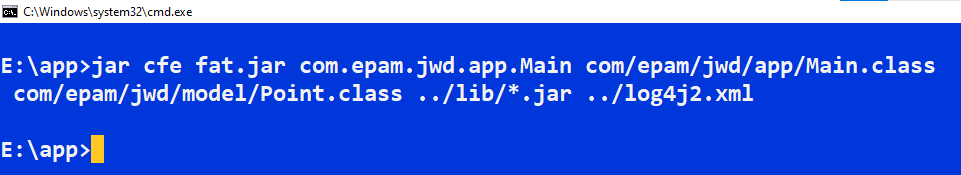 C:\Windows\system32\cmd.exe
E:\app>jar cfe fat.jar com.epam.jwd.app.Main com/epam/jwd/app/Main.class
com/epam/jwd/model/Point.class ../lib/*.jar ../log4j2.xml
E:\app>